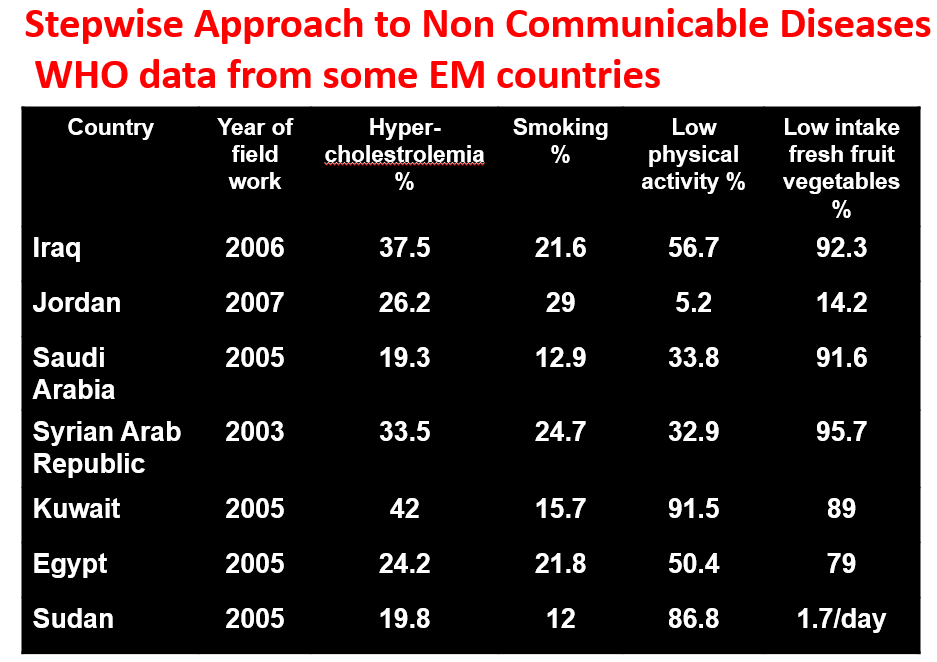 Stepwise Approach to Non Communicable Diseases
WHO data from some EM countries
Country Year of field work Hyper-cholestrolemia % Smoking % Low physical activity % Low intake fresh fruit vegetables %
Iraq 2006 37.5 21.6 56.7 92.3
Jordan 2007 26.2 29 5.2 14.2
Saudi Arabia 2005 19.3 12.9 33.8 91.6
Syrian Arab Republic 2003 33.5 24.7 32.9 95.7
Kuwait 2005 42 15.7 91.5 89
Egypt 2005 24.2 21.8 50.4 79
Sudan 2005 19.8 12 86.8 1.7/day